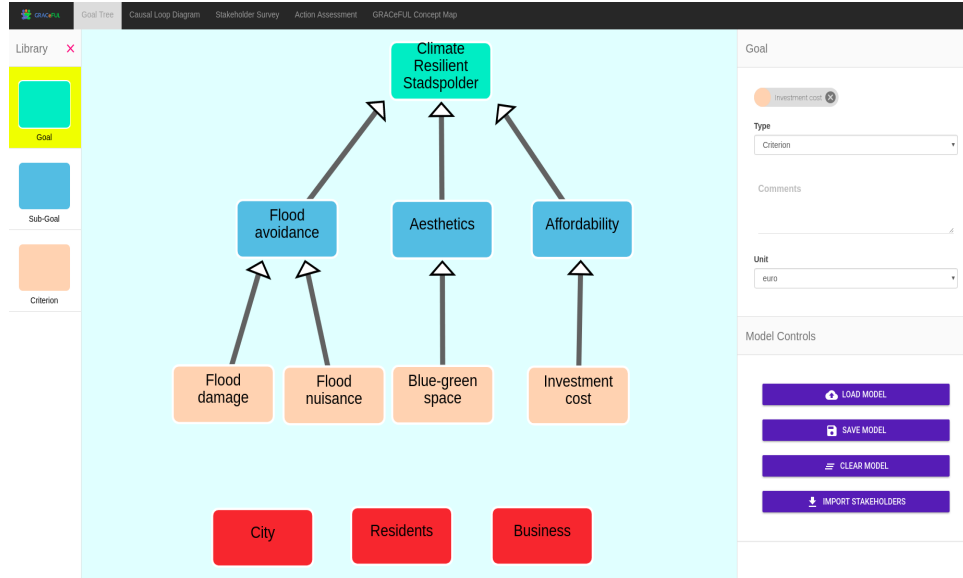 GRACeFUL
Goal Tree
Causal Loop Diagram
Stakeholder Survey
Action Assessment
GRACeFUL Concept Map
Library
X
Goal
Sub-Goal
Criterion
Climate
Resilient
Stadspolder
Flood
avoidance
Aesthetics
Affordability
Flood
damage
Flood
nuisance
Blue-green
space
Investment
cost
City
Residents
Business
Goal
Investment cost
Type
Criterion
Comments
Unit
euro
Model Controls
LOAD MODEL
SAVE MODEL
CLEAR MODEL
IMPORT STAKEHOLDERS